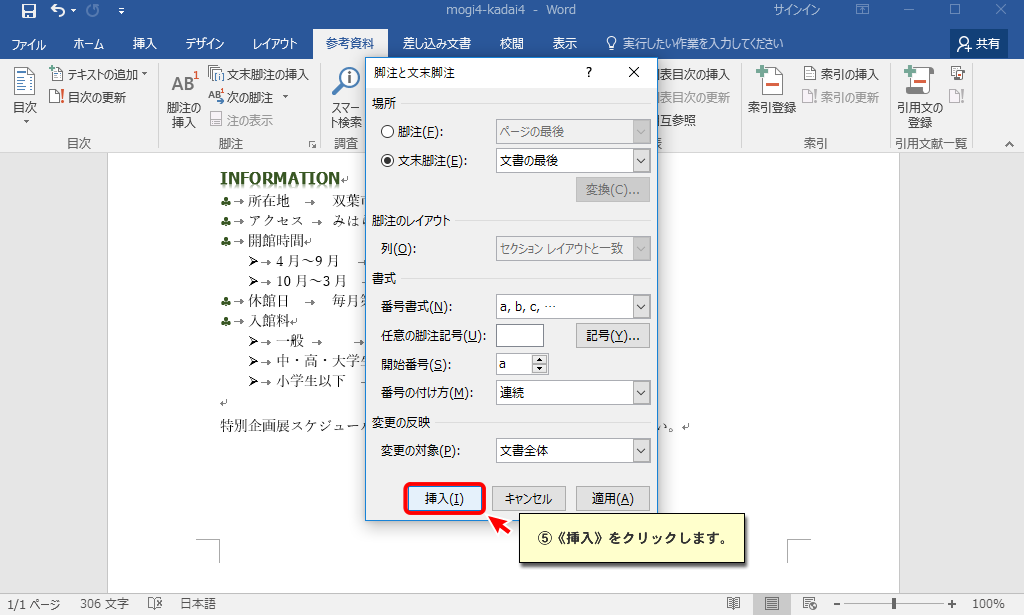 mogi4-kadai4 - Word
サインイン
ファイル ホーム 挿入 デザイン レイアウト 参考資料 差し込み文書 校閲 表示 実行したい作業を入力してください 共有
目次
テキストの追加
目次の更新
目次
AB1
脚注の
挿入
文末脚注の挿入
次の脚注
注の表示
脚注
スマー
ト検索
調査
表目次の挿入
表目次の更新
互参照
索引登録
索引の挿入
索引の更新
索引
引用文の
登録
引用文献一覧
脚注と文末脚注
?
場所
脚注(F): ページの最後
文末脚注(E): 文書の最後
変換(C)...
脚注のレイアウト
列(O): セクション レイアウトと一致
書式
番号書式(N): a, b, c, …
任意の脚注記号(U): 記号(Y)...
開始番号(S): a
番号の付け方(M): 連続
変更の反映
変更の対象(P): 文書全体
挿入(I) キャンセル 適用(A)
⑤《挿入》をクリックします。
INFORMATION
♣→所在地 → 双葉
♣→アクセス → みは
♣→開館時間
➢→4月～9月 →
➢→10月～3月 →
♣→休館日 → 毎月
♣→入館料
➢→一般 → →
➢→中・高・大学
➢→小学生以下 →
特別企画展スケジュー
い。
1/1 ページ 306 文字 日本語 100%